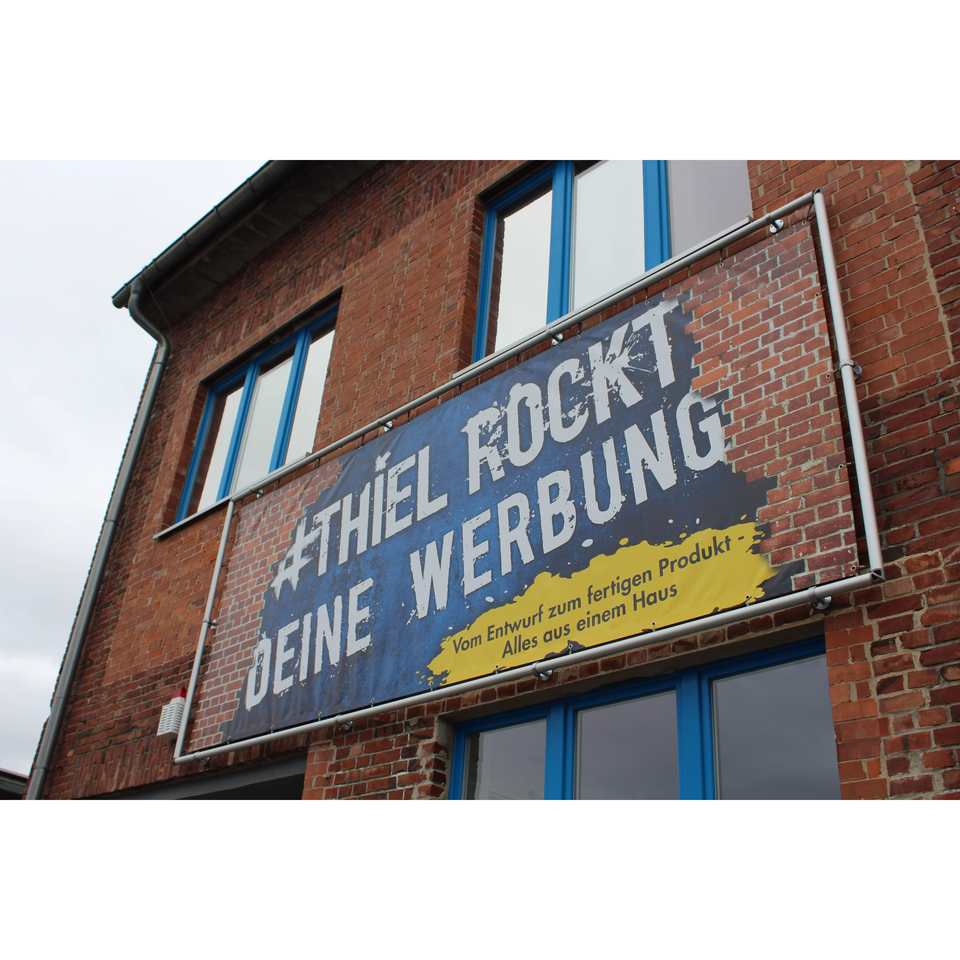 #THIEL ROCKT
DEINE WERBUNG
Vom Entwurf zum fertigen Produkt -
Alles aus einem Haus